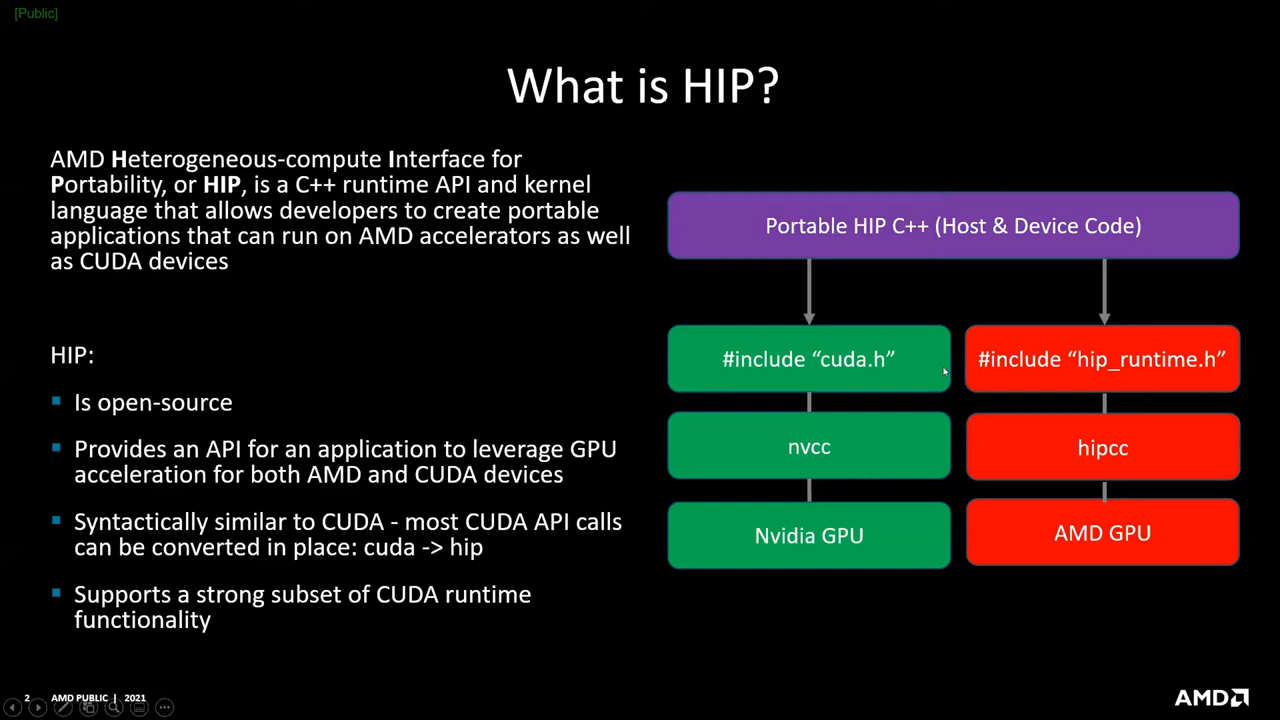 [Public]
What is HIP?
AMD Heterogeneous-compute Interface for
Portability, or HIP, is a C++ runtime API and kernel
language that allows developers to create portable
applications that can run on AMD accelerators as well
as CUDA devices
HIP:
Is open-source
Provides an API for an application to leverage GPU
acceleration for both AMD and CUDA devices
Syntactically similar to CUDA - most CUDA API calls
can be converted in place: cuda -> hip
Supports a strong subset of CUDA runtime
functionality
Portable HIP C++ (Host & Device Code)
#include “cuda.h”
#include “hip_runtime.h”
nvcc
hipcc
Nvidia GPU
AMD GPU
2 AMD PUBLIC | 2021
AMD